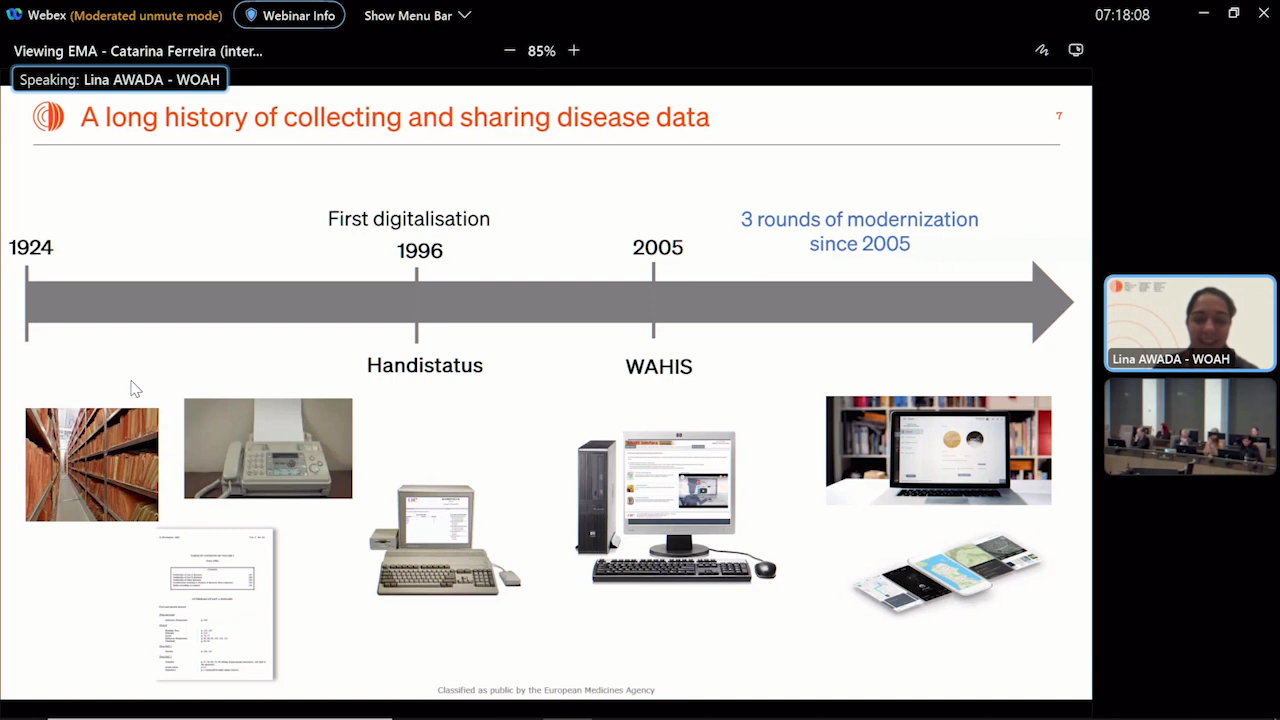 Webex (Moderated unmute mode) Webinar Info Show Menu Bar 07:18:08
Viewing EMA - Catarina Ferreira (inter... 85%
Speaking: Lina AWADA - WOAH
A long history of collecting and sharing disease data 7
First digitalisation
3 rounds of modernization
since 2005
1924
1996
2005
Handistatus
WAHIS
Lina AWADA - WOAH
Classified as public by the European Medicines Agency